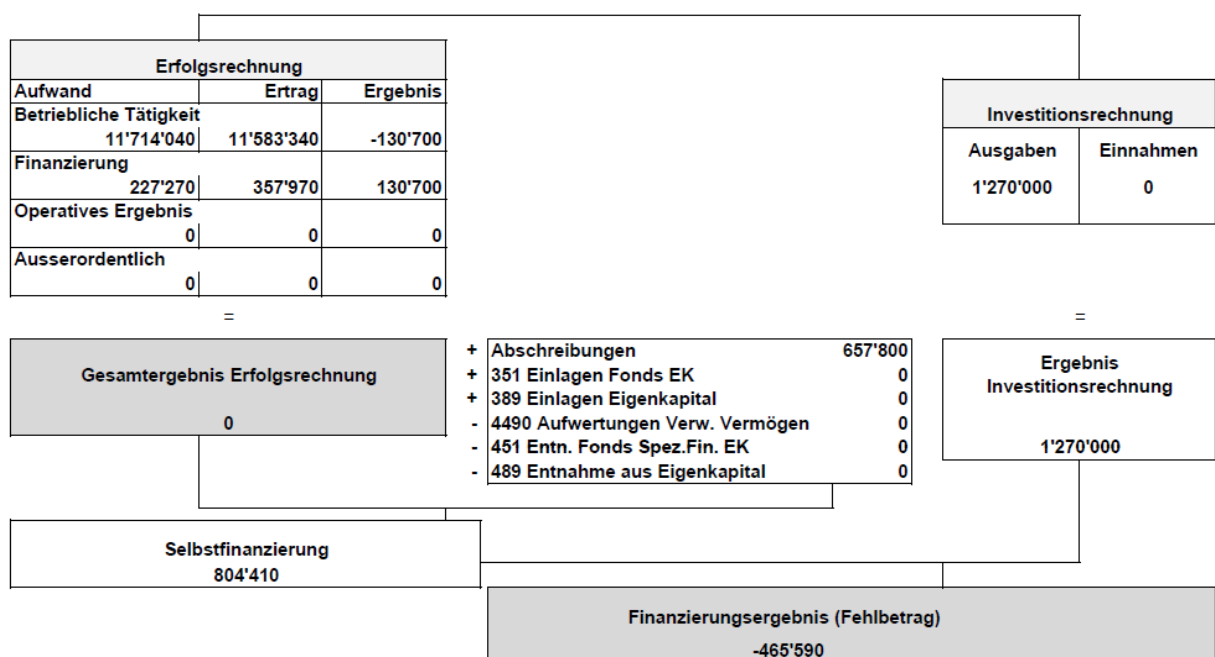 Erfolgsrechnung
Aufwand Ertrag Ergebnis
Betriebliche Tätigkeit
11'714'040 11'583'340 -130'700
Finanzierung
227'270 357'970 130'700
Operatives Ergebnis
0 0 0
Ausserordentlich
0 0 0
Investitionsrechnung
Ausgaben Einnahmen
1'270'000 0
=
=
Gesamtergebnis Erfolgsrechnung
0
+ Abschreibungen 657'800
+ 351 Einlagen Fonds EK 0
+ 389 Einlagen Eigenkapital 0
- 4490 Aufwertungen Verw. Vermögen 0
- 451 Entn. Fonds Spez.Fin. EK 0
- 489 Entnahme aus Eigenkapital 0
Ergebnis
Investitionsrechnung
1'270'000
Selbstfinanzierung
804'410
Finanzierungsergebnis (Fehlbetrag)
-465'590